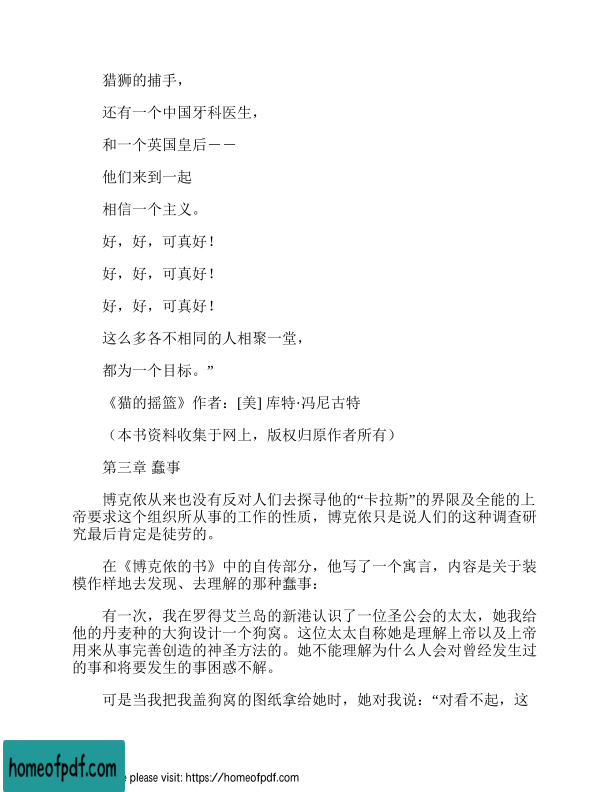 猎狮的捕手，
还有一个中国牙科医生，
和一个英国皇后－－
他们来到一起
相信一个主义。
好，好，可真好！
好，好，可真好！
好，好，可真好！
这么多各不相同的人相聚一堂，
都为一个目标。”
《猫的摇篮》作者：[美] 库特·冯尼古特
（本书资料收集于网上，版权归原作者所有）
第三章 蠢事
博克侬从来也没有反对人们去探寻他的“卡拉斯”的界限及全能的上
帝要求这个组织所从事的工作的性质，博克侬只是说人们的这种调查研
究最后肯定是徒劳的。
在《博克侬的书》中的自传部分，他写了一个寓言，内容是关于装
模作样地去发现、去理解的那种蠢事：
有一次，我在罗得艾兰岛的新港认识了一位圣公会的太太，她我给
他的丹麦种的大狗设计一个狗窝。这位太太自称她是理解上帝以及上帝
用来从事完善创造的神圣方法的。她不能理解为什么人会对曾经发生过
的事和将要发生的事困惑不解。
可是当我把我盖狗窝的图纸拿给她时，她对我说：“对看不起，这
homeofpdf.com
e please visit: https://homeofpdf.com